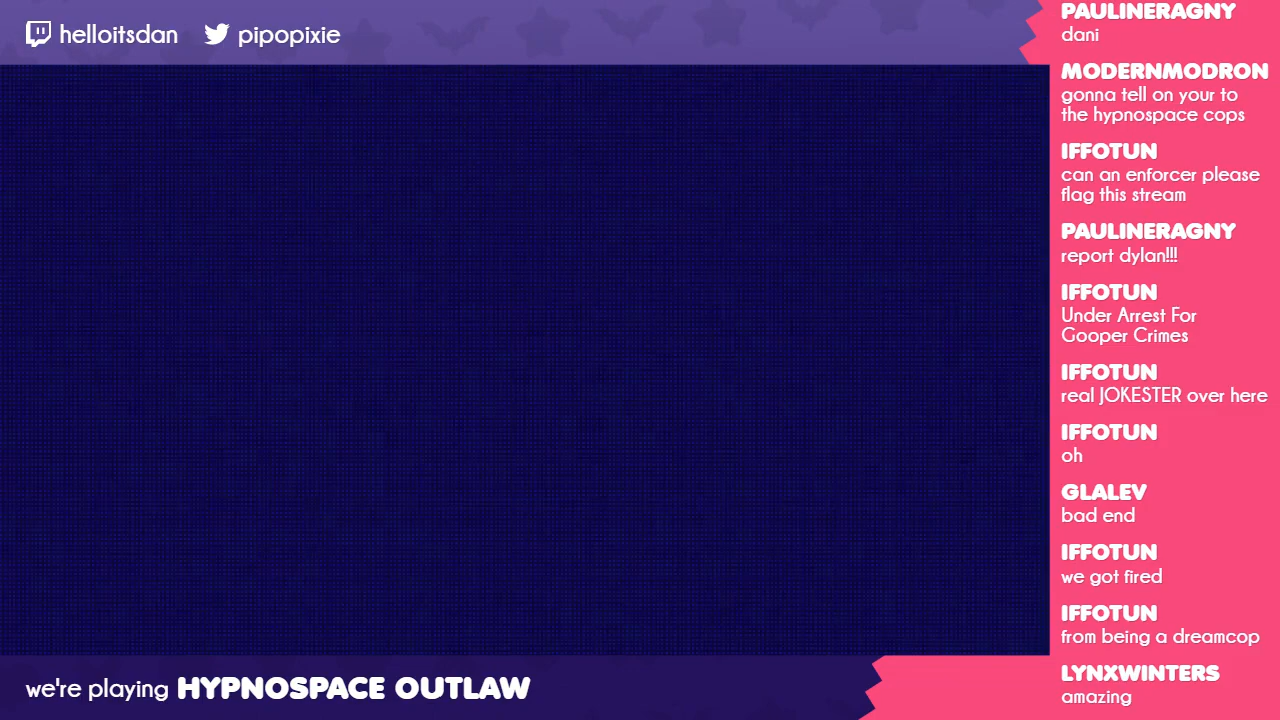 helloitsdan pipopixie
PAULINERAGNY
dani
MODERNMODRON
gonna tell on your to
the hypnospace cops
IFFOTUN
can an enforcer please
flag this stream
PAULINERAGNY
report dylan!!!
IFFOTUN
Under Arrest For
Gooper Crimes
IFFOTUN
real JOKESTER over here
IFFOTUN
oh
GLALEV
bad end
IFFOTUN
we got fired
IFFOTUN
from being a dreamcop
LYNXWINTERS
amazing
we're playing HYPNOSPACE OUTLAW